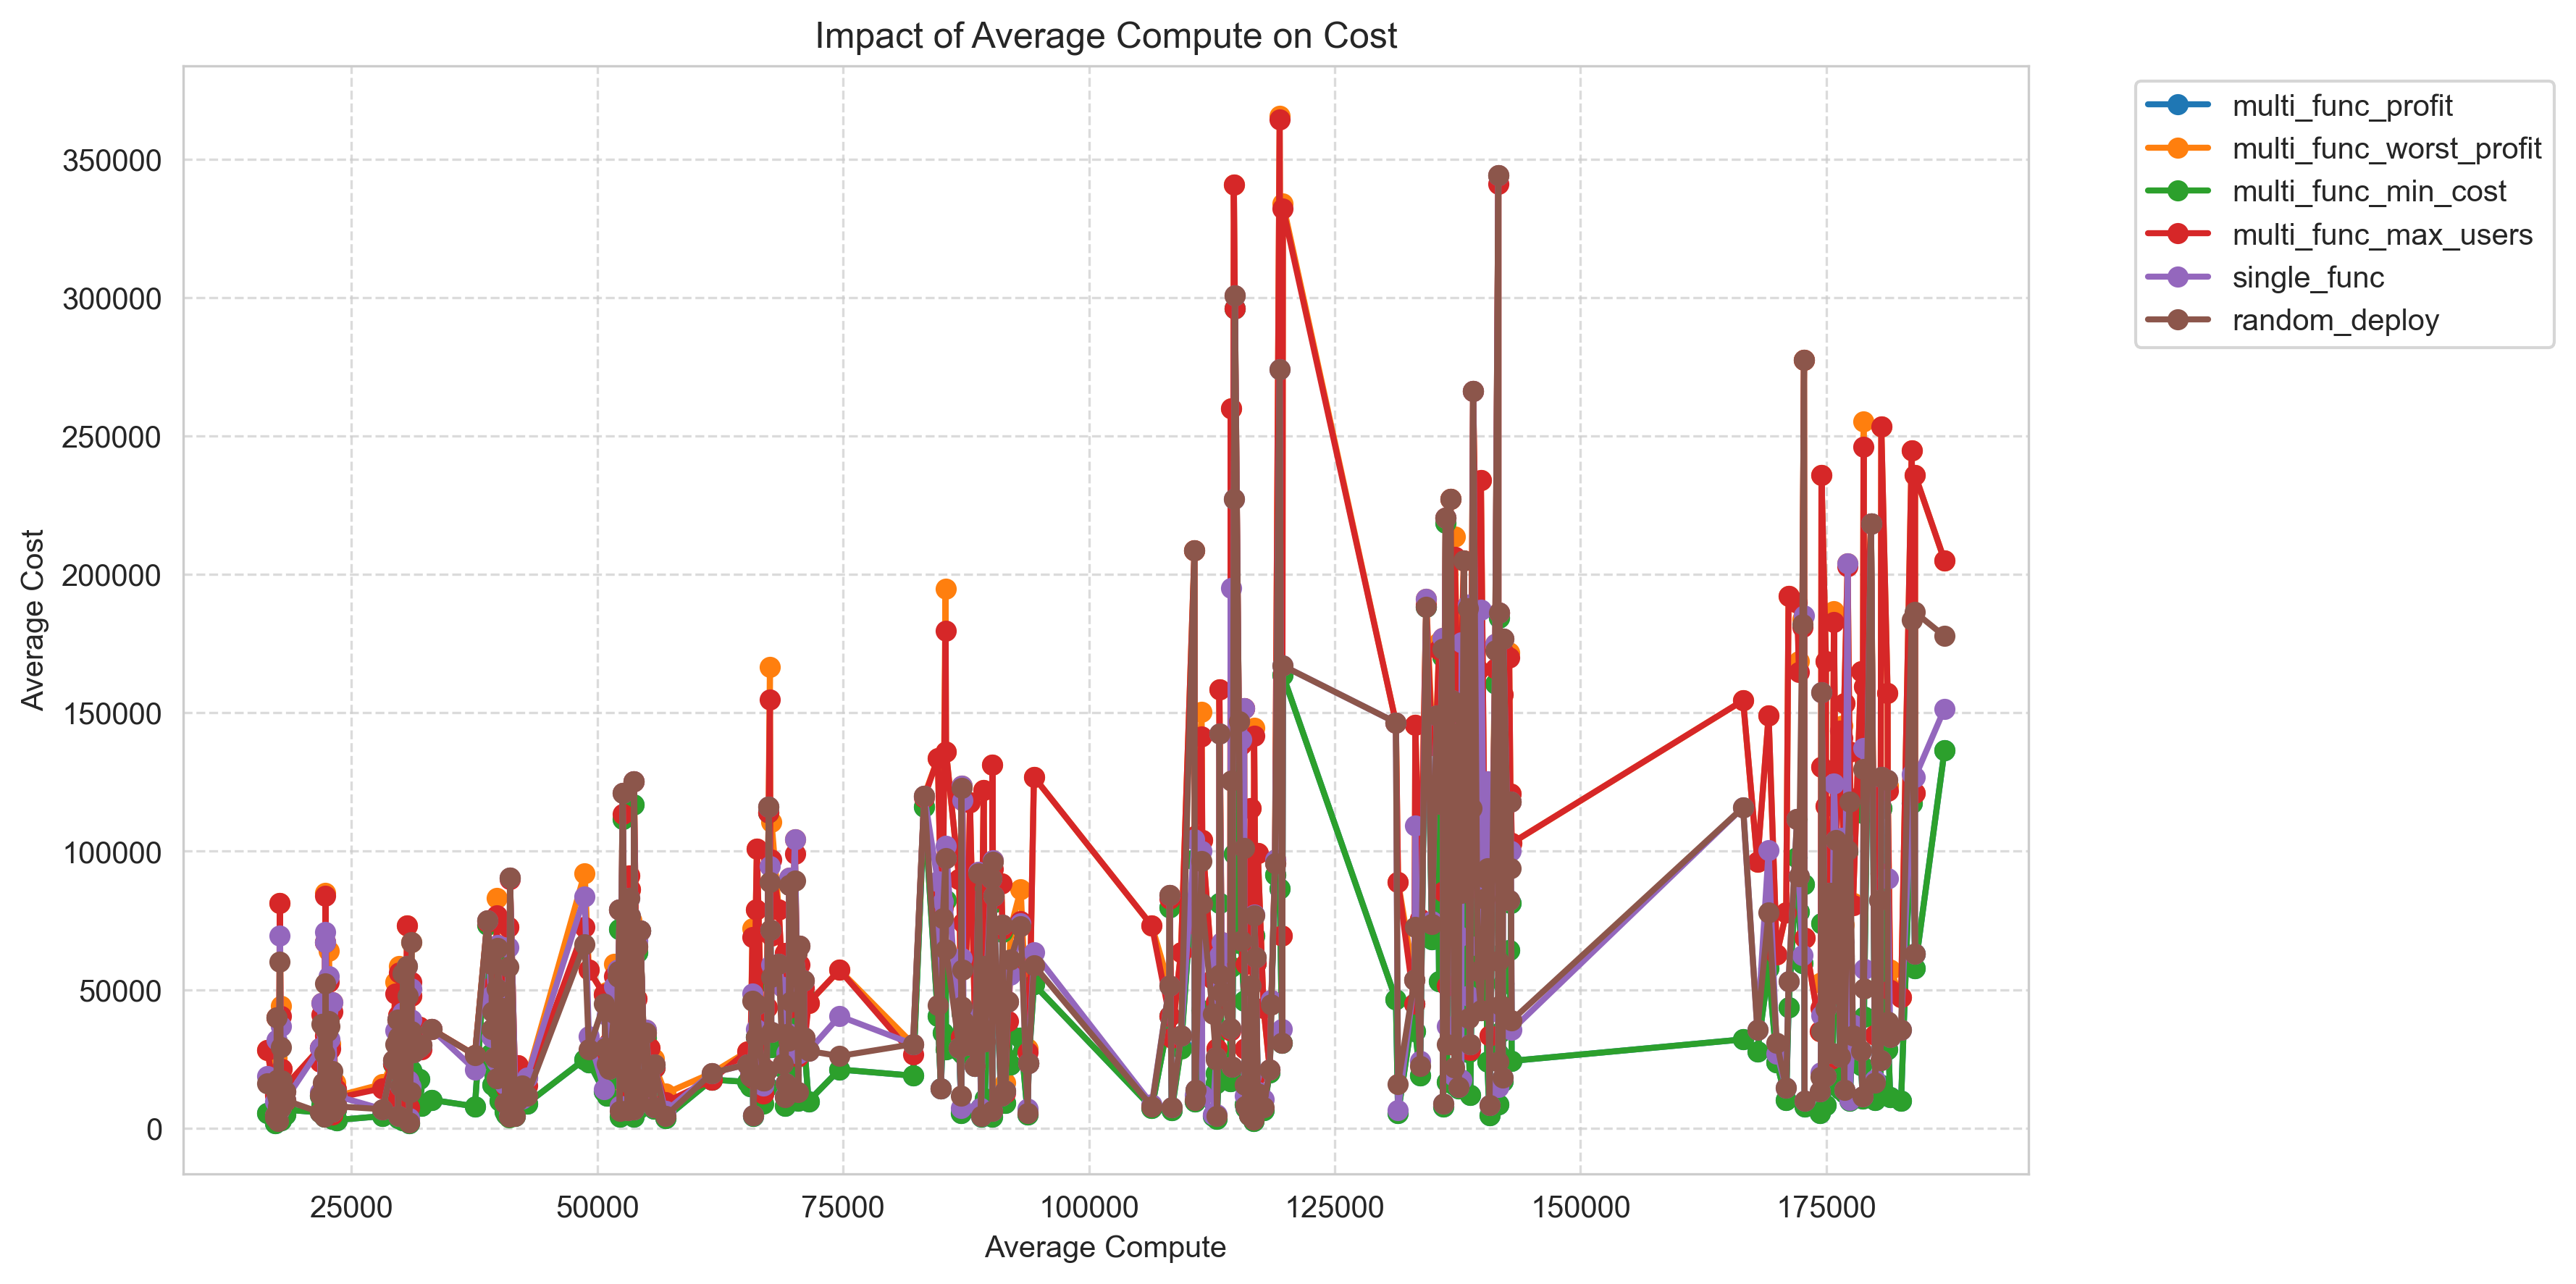 Impact of Average Compute on Cost
350000
300000
250000
200000
150000
100000
50000
0
Average Cost
25000
50000
75000
100000
125000
150000
175000
Average Compute
multi_func_profit
multi_func_worst_profit
multi_func_min_cost
multi_func_max_users
single_func
random_deploy